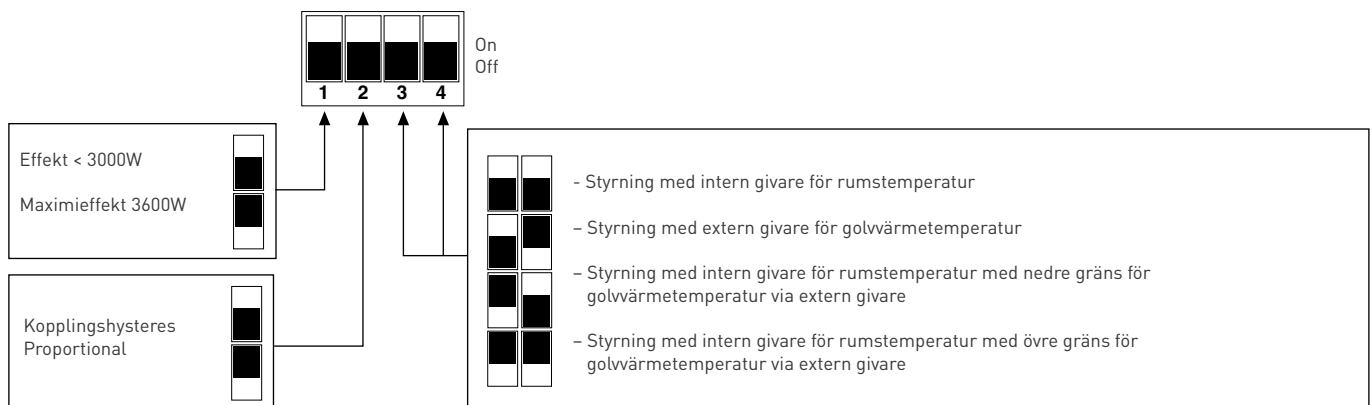 On
Off
1 2 3 4
Effekt < 3000W
Maximieffekt 3600W
Kopplingshysteres
Proportional
- Styrning med intern givare för rumstemperatur
– Styrning med extern givare för golvvärmetemperatur
– Styrning med intern givare för rumstemperatur med nedre gräns för
golvvärmetemperatur via extern givare
– Styrning med intern givare för rumstemperatur med övre gräns för
golvvärmetemperatur via extern givare